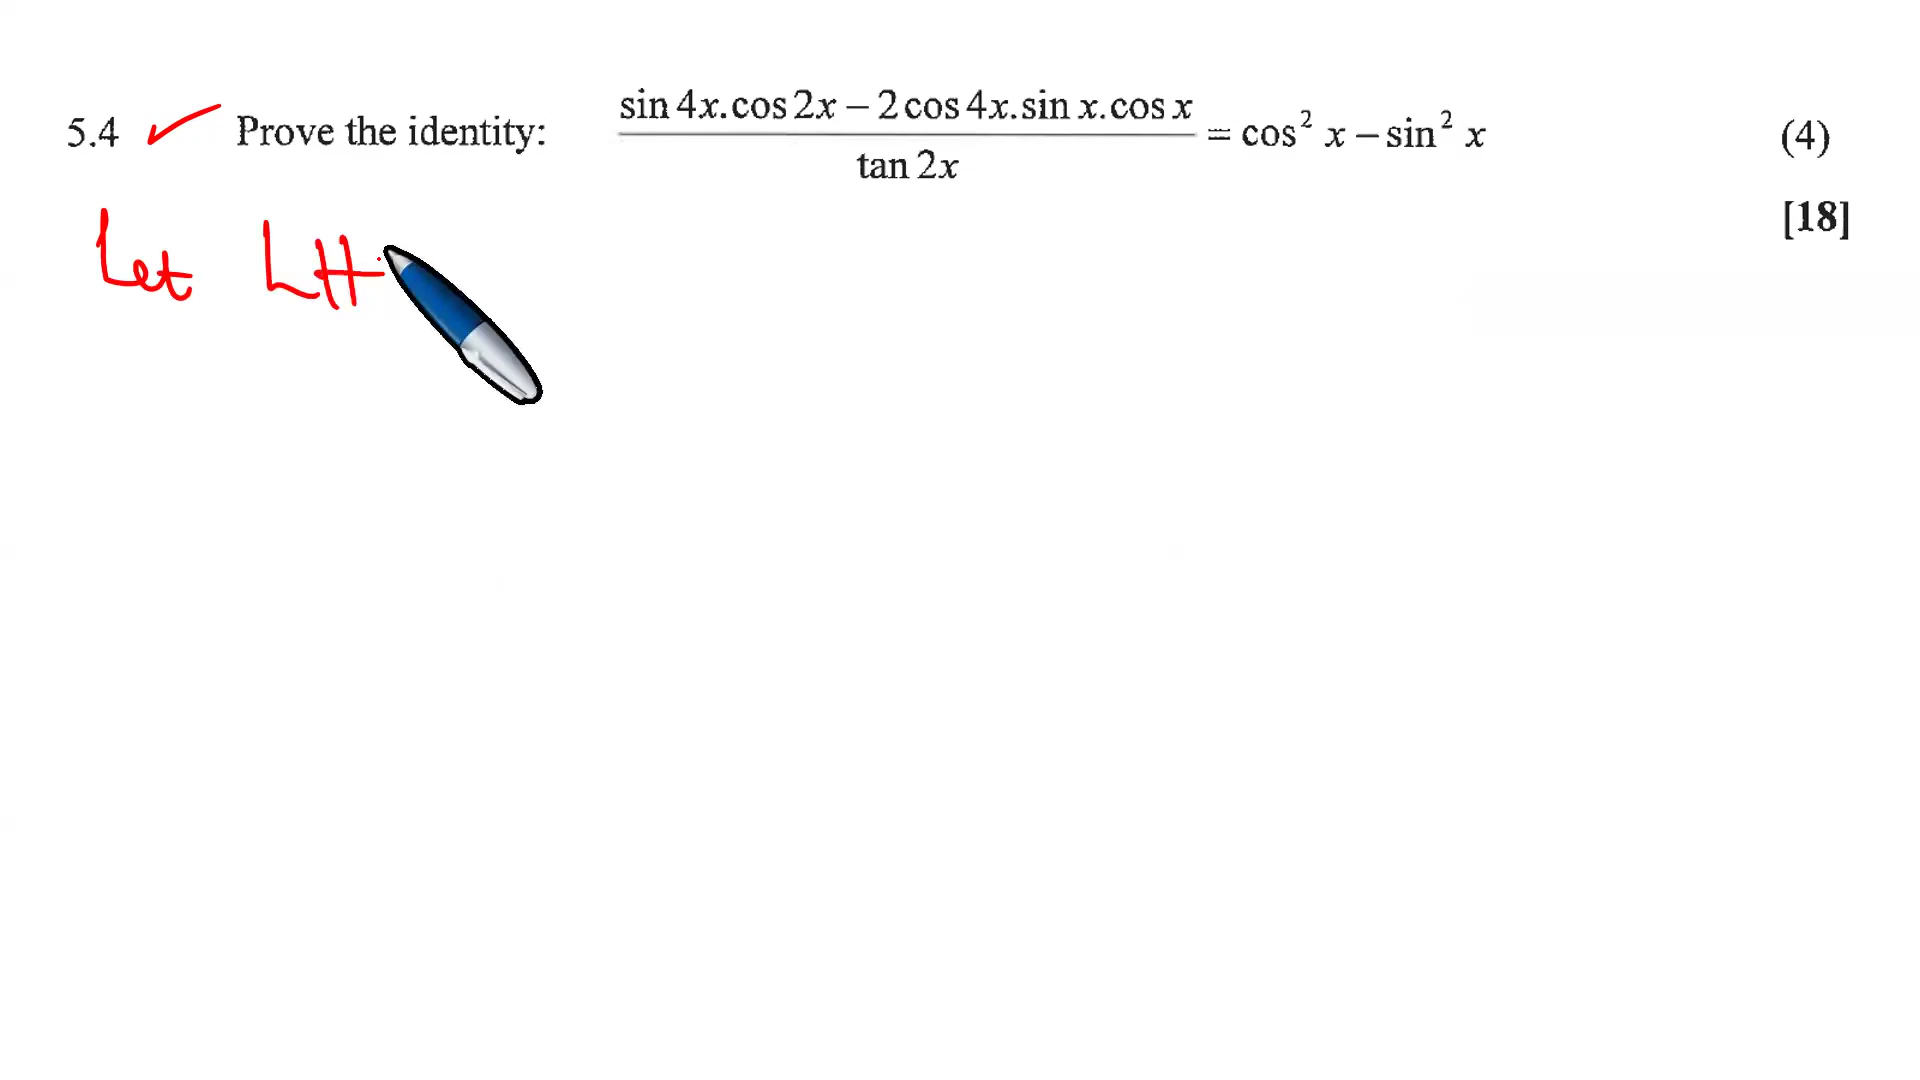 5.4 Prove the identity: sin 4x.cos 2x − 2 cos 4x.sin x.cos x / tan 2x = cos² x − sin² x (4)
[18]
Let LH